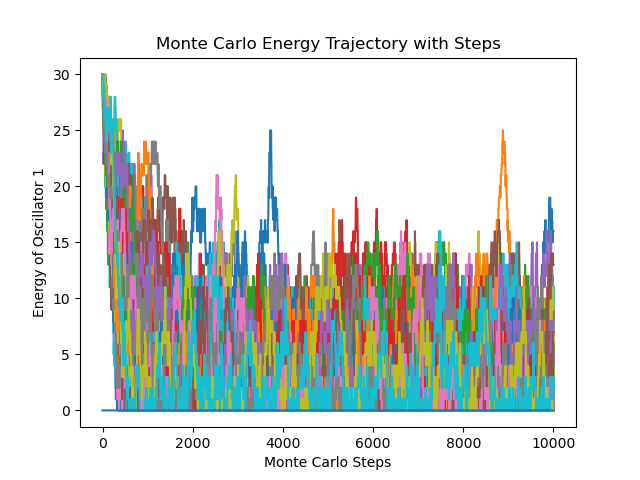 Monte Carlo Energy Trajectory with Steps
30
25
20
15
10
5
0
Energy of Oscillator 1
0 2000 4000 6000 8000 10000
Monte Carlo Steps